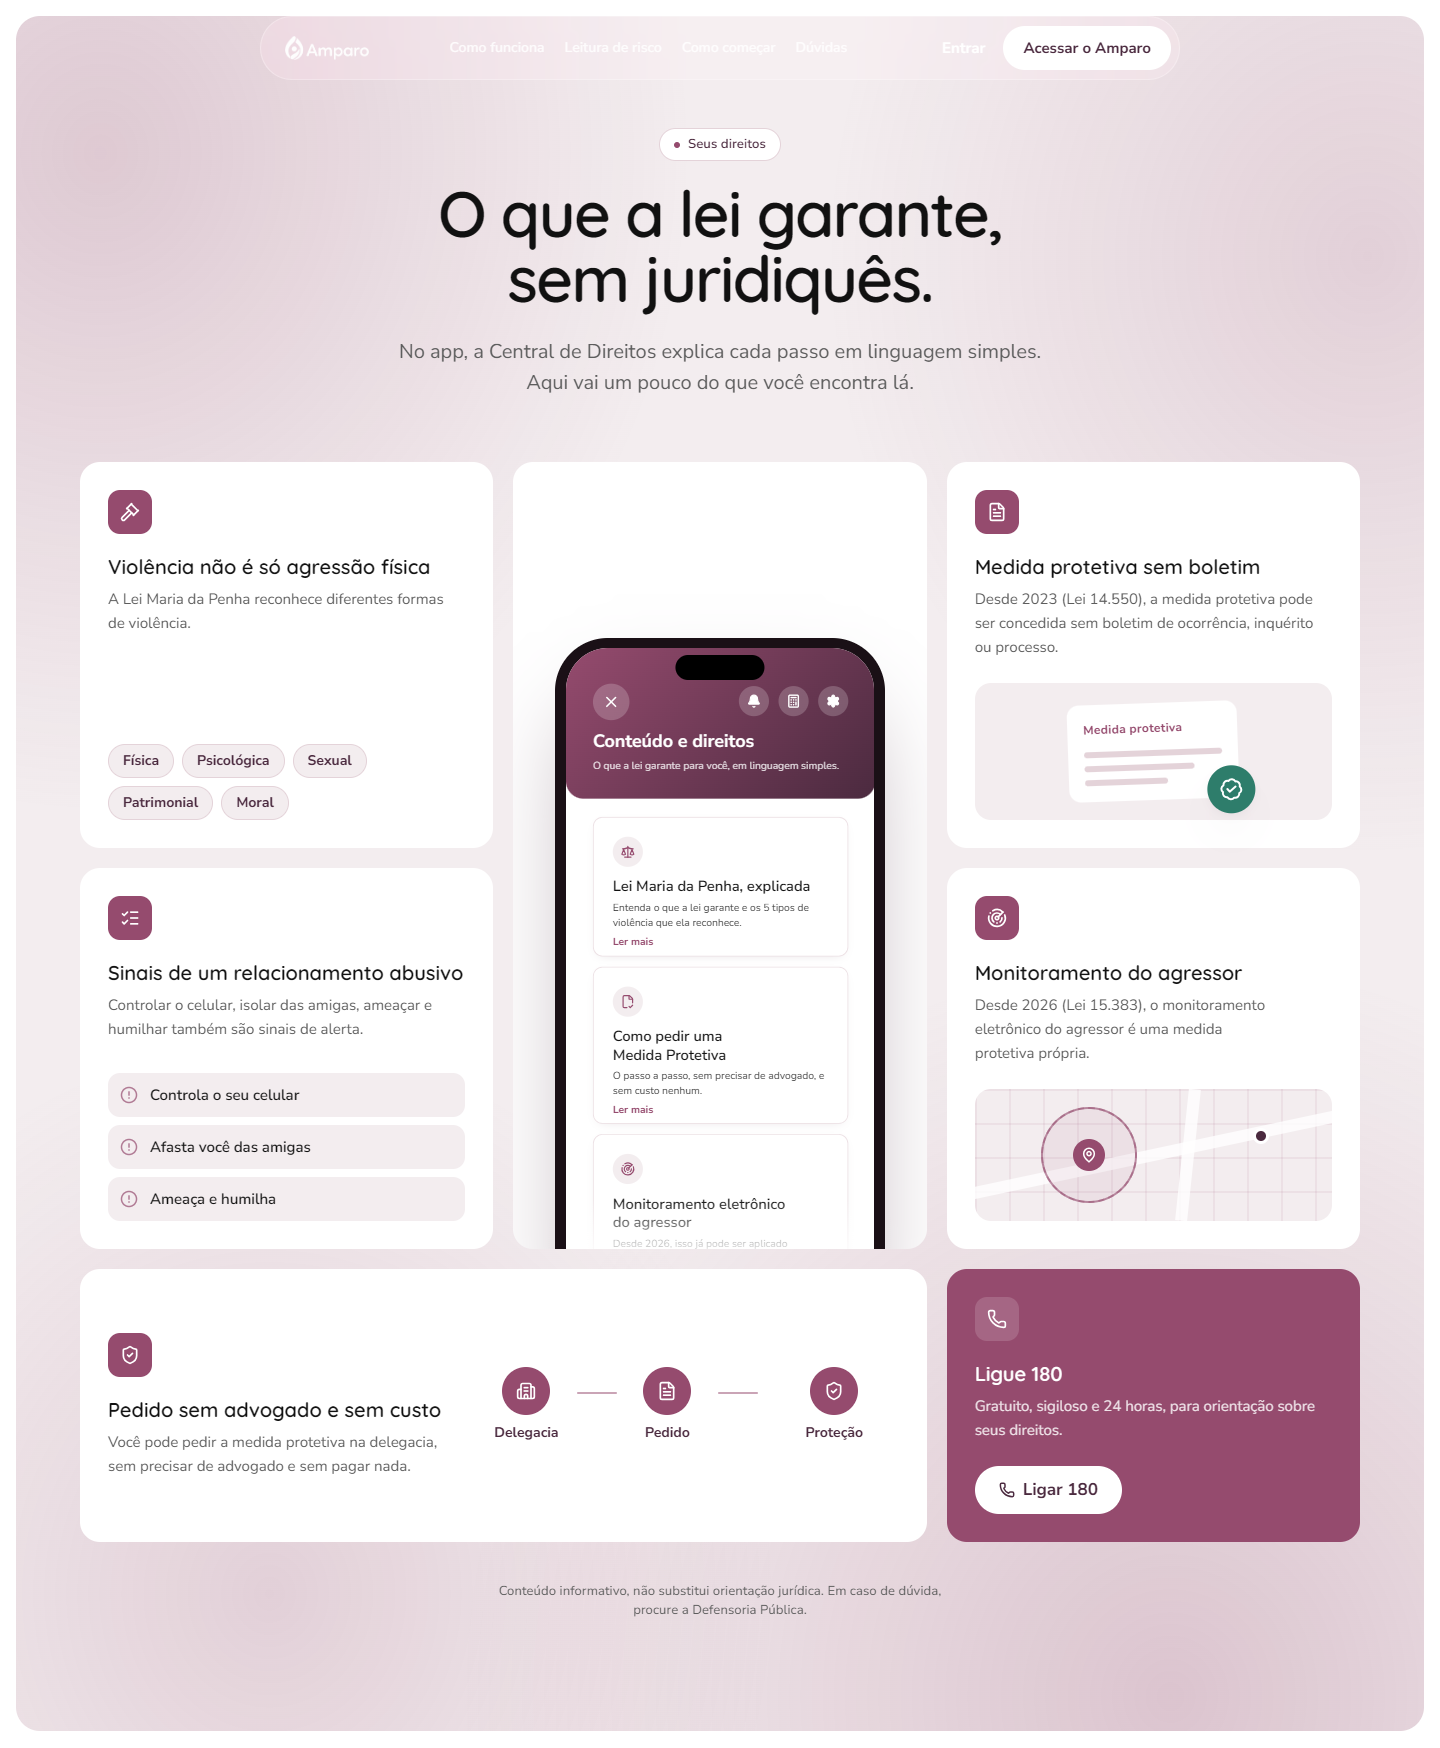 Amparo
Como funciona
Leitura de risco
Como começar
Dúvidas
Entrar
Acessar o Amparo
Seus direitos
O que a lei garante,
sem juridiquês.
No app, a Central de Direitos explica cada passo em linguagem simples.
Aqui vai um pouco do que você encontra lá.
Violência não é só agressão física
A Lei Maria da Penha reconhece diferentes formas
de violência.
Física
Psicológica
Sexual
Patrimonial
Moral
Sinais de um relacionamento abusivo
Controlar o celular, isolar das amigas, ameaçar e
humilhar também são sinais de alerta.
Controla o seu celular
Afasta você das amigas
Ameaça e humilha
Conteúdo e direitos
O que a lei garante para você, em linguagem simples.
Lei Maria da Penha, explicada
Entenda o que a lei garante e os 5 tipos de
violência que ela reconhece.
Ler mais
Como pedir uma
Medida Protetiva
O passo a passo, sem precisar de advogado, e
sem custo nenhum.
Ler mais
Monitoramento eletrônico
do agressor
Desde 2026, isso já pode ser aplicado
Medida protetiva sem boletim
Desde 2023 (Lei 14.550), a medida protetiva pode
ser concedida sem boletim de ocorrência, inquérito
ou processo.
Medida protetiva
Monitoramento do agressor
Desde 2026 (Lei 15.383), o monitoramento
eletrônico do agressor é uma medida
protetiva própria.
Pedido sem advogado e sem custo
Você pode pedir a medida protetiva na delegacia,
sem precisar de advogado e sem pagar nada.
Delegacia
Pedido
Proteção
Ligue 180
Gratuito, sigiloso e 24 horas, para orientação sobre
seus direitos.
Ligar 180
Conteúdo informativo, não substitui orientação jurídica. Em caso de dúvida,
procure a Defensoria Pública.